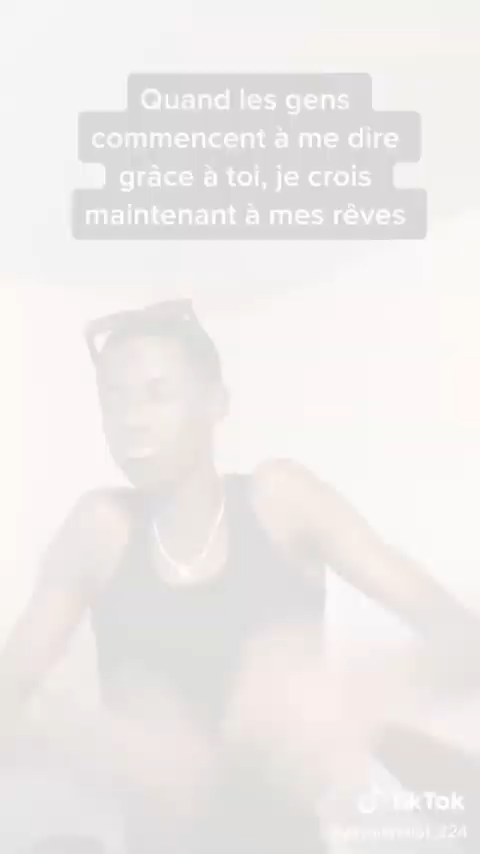 Quand les gens
commencent à me dire
grâce à toi, je crois
maintenant à mes rêves
TikTok